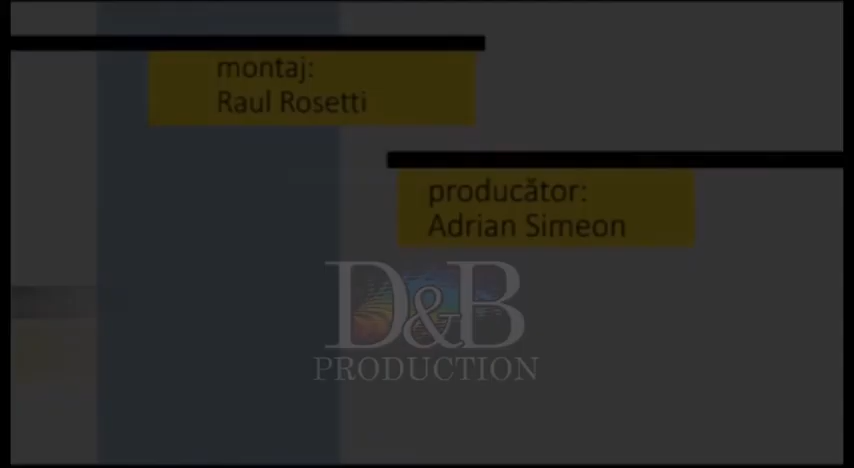 montaj:
Raul Rosetti
producător:
Adrian Simeon
D&B
PRODUCTION